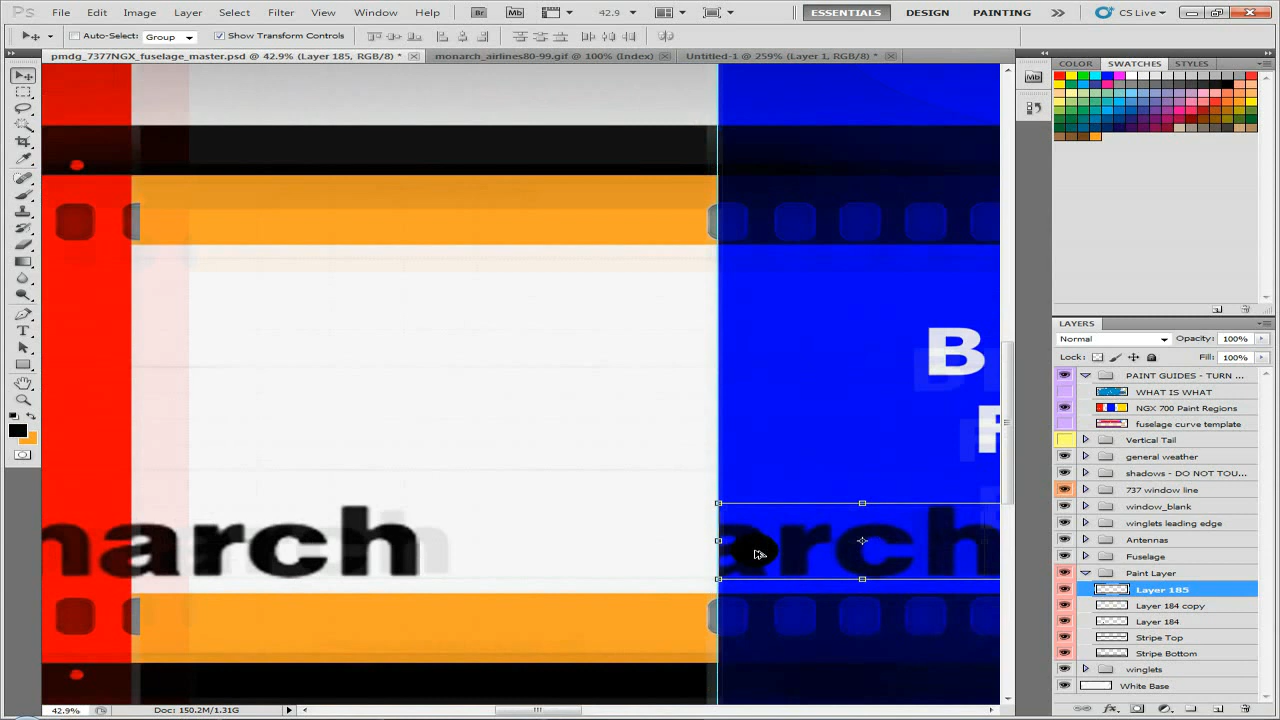 Ps File Edit Image Layer Select Filter View Window Help Br Mb 42.9 ESSENTIALS DESIGN PAINTING CS Live
Auto-Select: Group Show Transform Controls
pmdg_7377NGX_fuselage_master.psd @ 42.9% (Layer 185, RGB/8) * monarch_airlines80-99.gif @ 100% (Index) Untitled-1 @ 259% (Layer 1, RGB/8) *
COLOR SWATCHES STYLES
Mb
LAYERS
Normal Opacity: 100%
Lock: Fill: 100%
PAINT GUIDES - TURN ...
WHAT IS WHAT
NGX 700 Paint Regions
fuselage curve template
Vertical Tail
general weather
shadows - DO NOT TOU...
737 window line
window_blank
winglets leading edge
Antennas
Fuselage
Paint Layer
Layer 185
Layer 184 copy
Layer 184
Stripe Top
Stripe Bottom
winglets
White Base
B
narch arch
42.9% Doc: 150.2M/1.31G